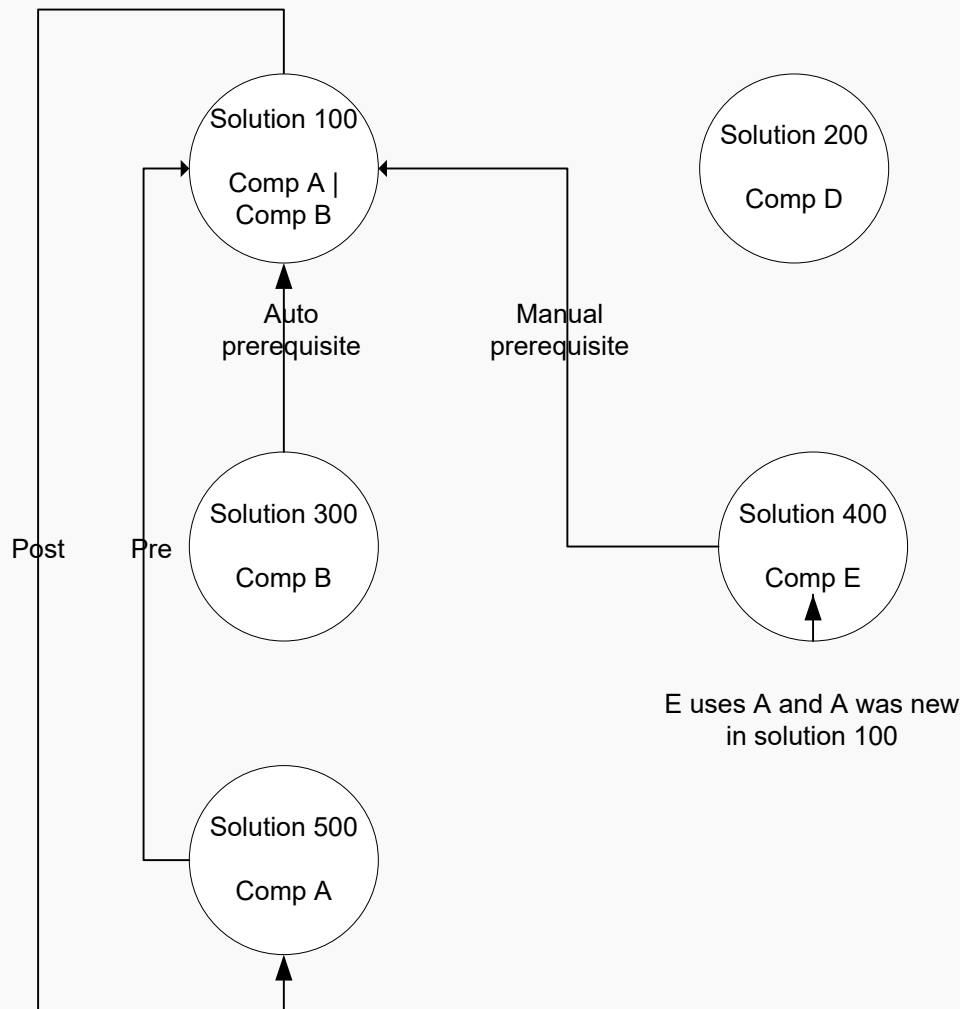 Solution 100
Comp A |
Comp B
Solution 200
Comp D
Auto
prerequisite
Manual
prerequisite
Solution 300
Comp B
Solution 400
Comp E
Post
Pre
E uses A and A was new
in solution 100
Solution 500
Comp A